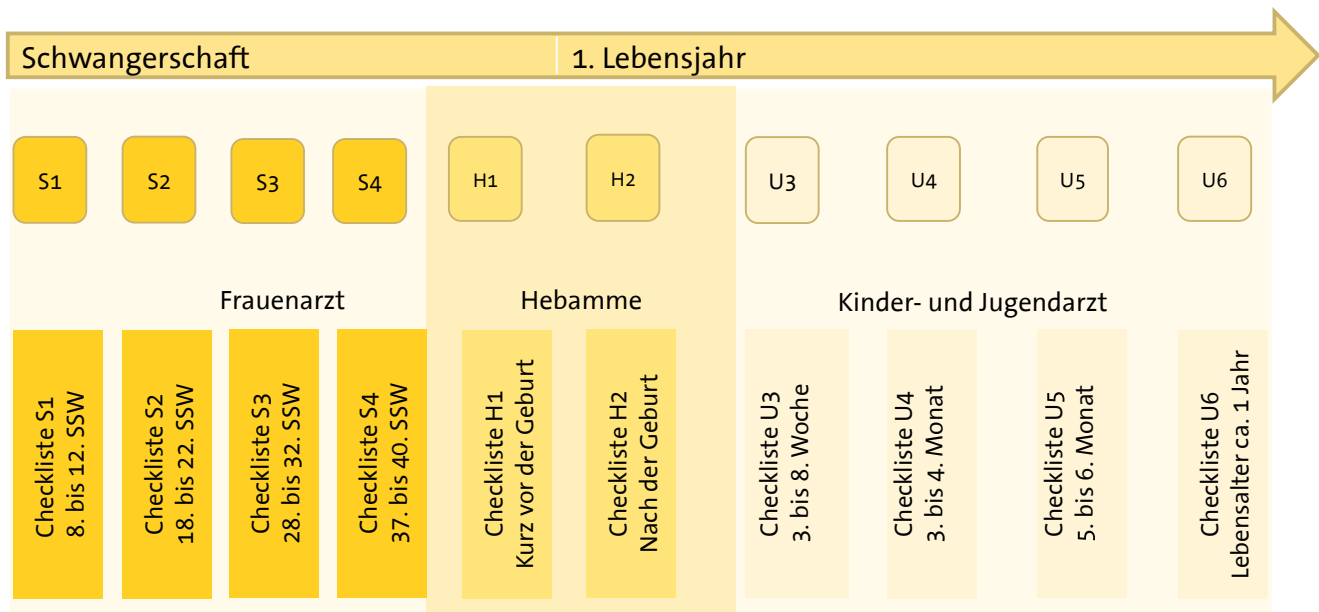 Schwangerschaft
1. Lebensjahr
S1
S2
S3
S4
H1
H2
U3
U4
U5
U6
Frauenarzt
Hebamme
Kinder- und Jugendarzt
Checkliste S1
8. bis 12. SSW
Checkliste S2
18. bis 22. SSW
Checkliste S3
28. bis 32. SSW
Checkliste S4
37. bis 40. SSW
Checkliste H1
Kurz vor der Geburt
Checkliste H2
Nach der Geburt
Checkliste U3
3. bis 8. Woche
Checkliste U4
3. bis 4. Monat
Checkliste U5
5. bis 6. Monat
Checkliste U6
Lebensalter ca. 1 Jahr